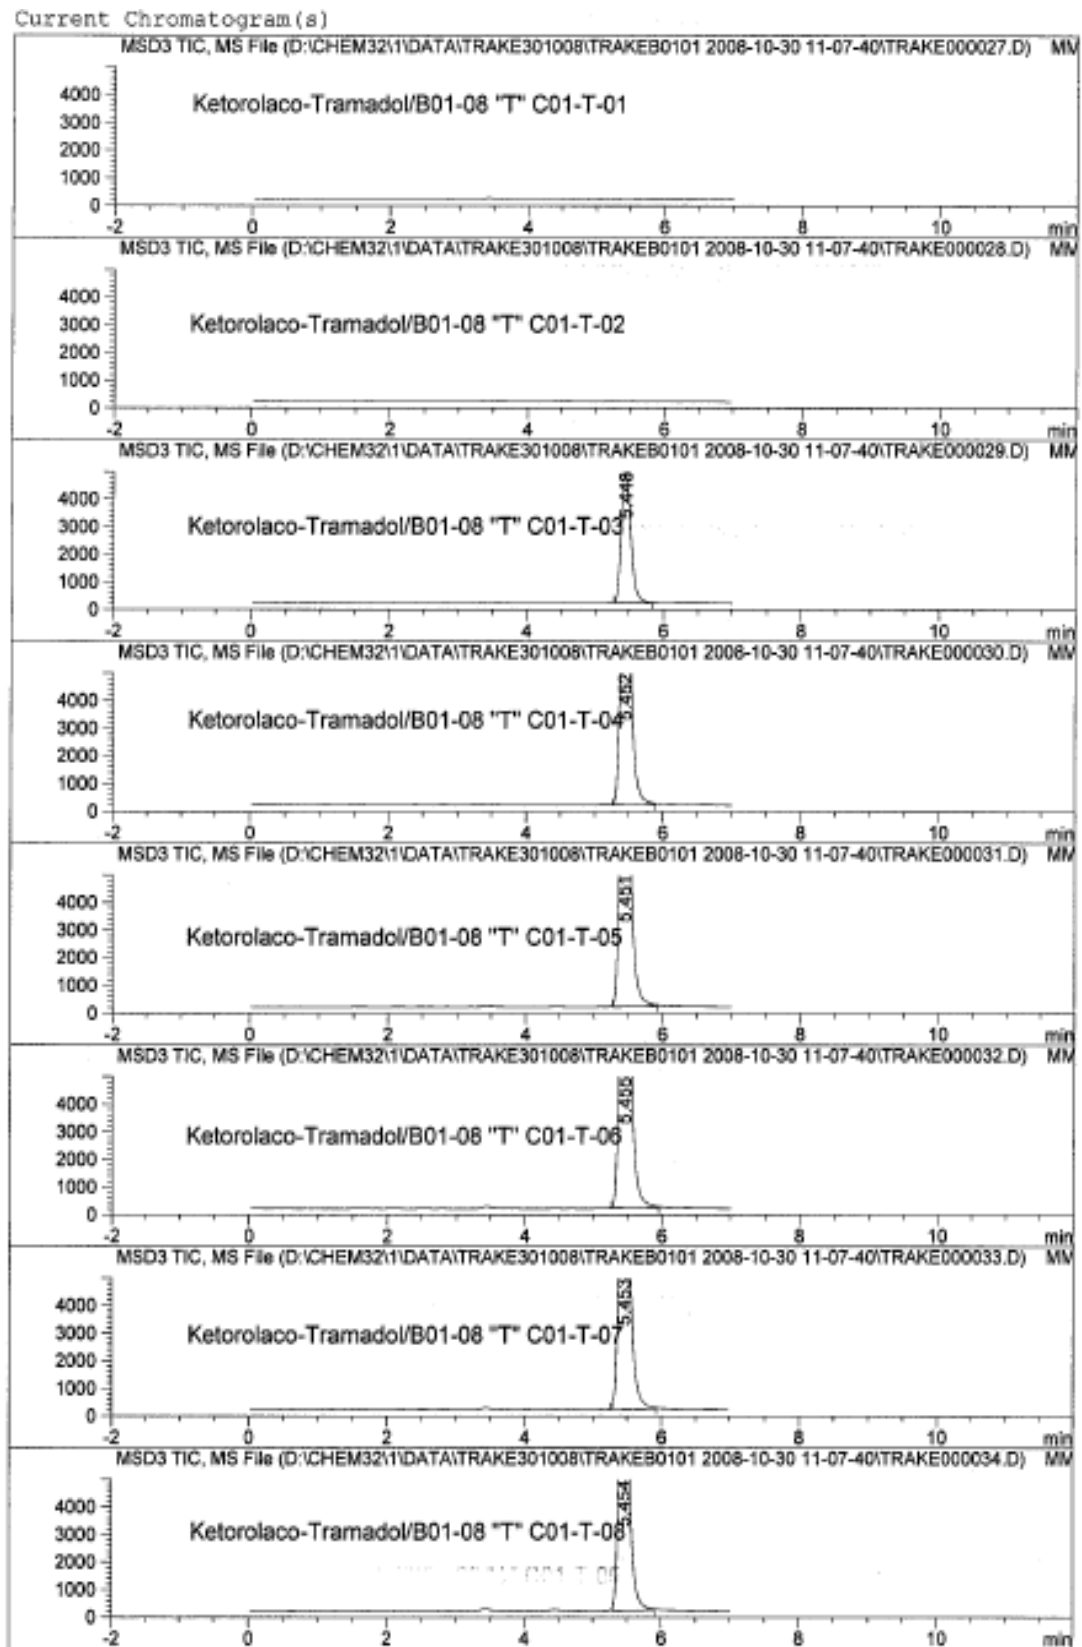 Current Chromatogram(s)
MSD3 TIC, MS File (D:\CHEM32\1\DATA\TRAKE301008\TRAKEB0101 2008-10-30 11-07-40\TRAKE000027.D) MM
4000
Ketorolaco-Tramadol/B01-08 "T" C01-T-01
3000
2000
1000
0
-2 0 2 4 6 8 10 min
MSD3 TIC, MS File (D:\CHEM32\1\DATA\TRAKE301008\TRAKEB0101 2008-10-30 11-07-40\TRAKE000028.D) MM
4000
3000 Ketorolaco-Tramadol/B01-08 "T" C01-T-02
2000
1000
0
-2 0 2 4 6 8 10 min
MSD3 TIC, MS File (D:\CHEM32\1\DATA\TRAKE301008\TRAKEB0101 2008-10-30 11-07-40\TRAKE000029.D) MM
5.448
4000
3000 Ketorolaco-Tramadol/B01-08 "T" C01-T-03
2000
1000
0
-2 0 2 4 6 8 10 min
MSD3 TIC, MS File (D:\CHEM32\1\DATA\TRAKE301008\TRAKEB0101 2008-10-30 11-07-40\TRAKE000030.D) MM
5.452
4000
3000 Ketorolaco-Tramadol/B01-08 "T" C01-T-04
2000
1000
0
-2 0 2 4 6 8 10 min
MSD3 TIC, MS File (D:\CHEM32\1\DATA\TRAKE301008\TRAKEB0101 2008-10-30 11-07-40\TRAKE000031.D) MM
5.451
4000
3000 Ketorolaco-Tramadol/B01-08 "T" C01-T-05
2000
1000
0
-2 0 2 4 6 8 10 min
MSD3 TIC, MS File (D:\CHEM32\1\DATA\TRAKE301008\TRAKEB0101 2008-10-30 11-07-40\TRAKE000032.D) MM
5.455
4000
3000 Ketorolaco-Tramadol/B01-08 "T" C01-T-06
2000
1000
0
-2 0 2 4 6 8 10 min
MSD3 TIC, MS File (D:\CHEM32\1\DATA\TRAKE301008\TRAKEB0101 2008-10-30 11-07-40\TRAKE000033.D) MM
5.453
4000
3000 Ketorolaco-Tramadol/B01-08 "T" C01-T-07
2000
1000
0
-2 0 2 4 6 8 10 min
MSD3 TIC, MS File (D:\CHEM32\1\DATA\TRAKE301008\TRAKEB0101 2008-10-30 11-07-40\TRAKE000034.D) MM
5.454
4000
3000 Ketorolaco-Tramadol/B01-08 "T" C01-T-08
2000
1000
0
-2 0 2 4 6 8 10 min